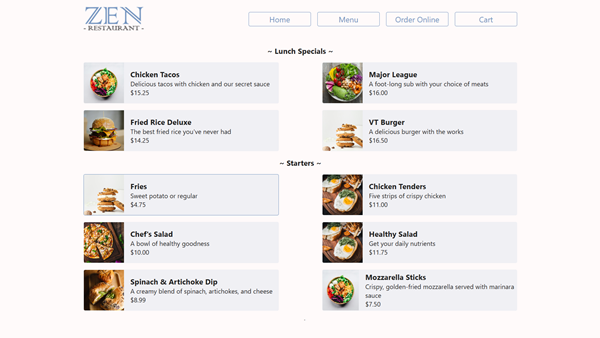 ZEN
- RESTAURANT -
Home
Menu
Order Online
Cart
~ Lunch Specials ~
Chicken Tacos
Delicious tacos with chicken and our secret sauce
$15.25
Major League
A foot-long sub with your choice of meats
$16.00
Fried Rice Deluxe
The best fried rice you've never had
$14.25
VT Burger
A delicious burger with the works
$16.50
~ Starters ~
Fries
Sweet potato or regular
$4.75
Chicken Tenders
Five strips of crispy chicken
$11.00
Chef's Salad
A bowl of healthy goodness
$10.00
Healthy Salad
Get your daily nutrients
$11.75
Spinach & Artichoke Dip
A creamy blend of spinach, artichokes, and cheese
$8.99
Mozzarella Sticks
Crispy, golden-fried mozzarella served with marinara
sauce
$7.50